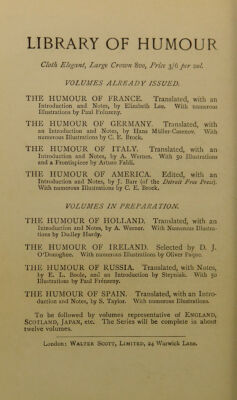 LIBRARY OF HUMOUR
Cloth Elegant, Large Crown 8vo, Price 3/6 per vol.
VOLUMES ALREADY ISSUED.
THE HUMOUR OF FRANCE. Translated, with an
Introduction and Notes, by Elizabeth Lee. With numerous
Illustrations by Paul Frénzeny.
THE HUMOUR OF GERMANY. Translated, with
an Introduction and Notes, by Hans Müller-Casenov. With
numerous Illustrations by C. E. Brock.
THE HUMOUR OF ITALY. Translated, with an
Introduction and Notes, by A. Werner. With 50 Illustrations
and a Frontispiece by Arturo Faldi.
THE HUMOUR OF AMERICA. Edited, with an
Introduction and Notes, by J. Barr (of the Detroit Free Press).
With numerous Illustrations by C. E. Brock.
VOLUMES IN PREPARATION.
THE HUMOUR OF HOLLAND. Translated, with an
Introduction and Notes, by A. Werner. With Numerous Illustra-
tions by Dudley Hardy.
THE HUMOUR OF IRELAND. Selected by D. J.
O'Donoghue. With numerous Illustrations by Oliver Paque.
THE HUMOUR OF RUSSIA. Translated, with Notes,
by E. L. Boole, and an Introduction by Stepniak. With 50
Illustrations by Paul Frénzeny.
THE HUMOUR OF SPAIN. Translated, with an Intro-
duction and Notes, by S. Taylor. With numerous Illustrations.
To be followed by volumes representative of ENGLAND,
SCOTLAND, JAPAN, etc. The Series will be complete in about
twelve volumes.
London: WALTER SCOTT, LIMITED, 24 Warwick Lane.